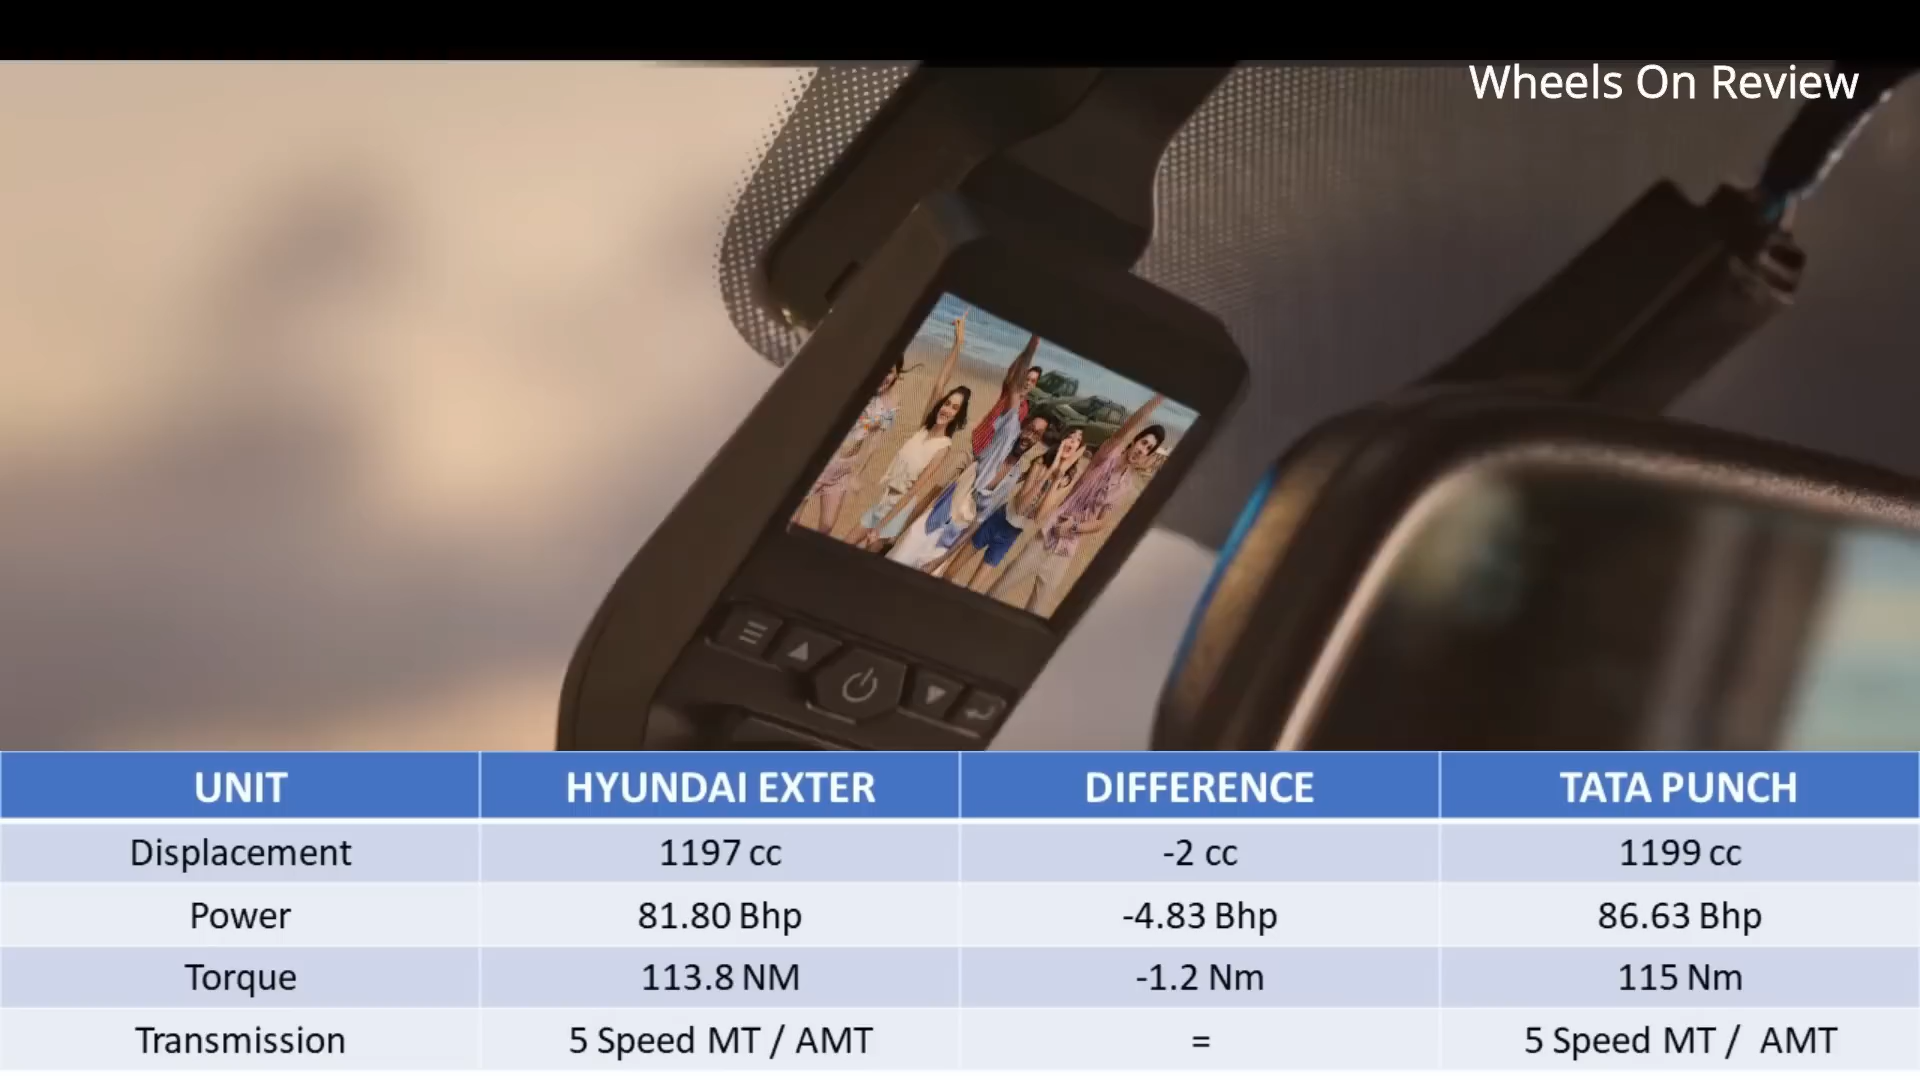 Wheels On Review
UNIT HYUNDAI EXTER DIFFERENCE TATA PUNCH
Displacement 1197 cc -2 cc 1199 cc
Power 81.80 Bhp -4.83 Bhp 86.63 Bhp
Torque 113.8 NM -1.2 Nm 115 Nm
Transmission 5 Speed MT / AMT = 5 Speed MT / AMT